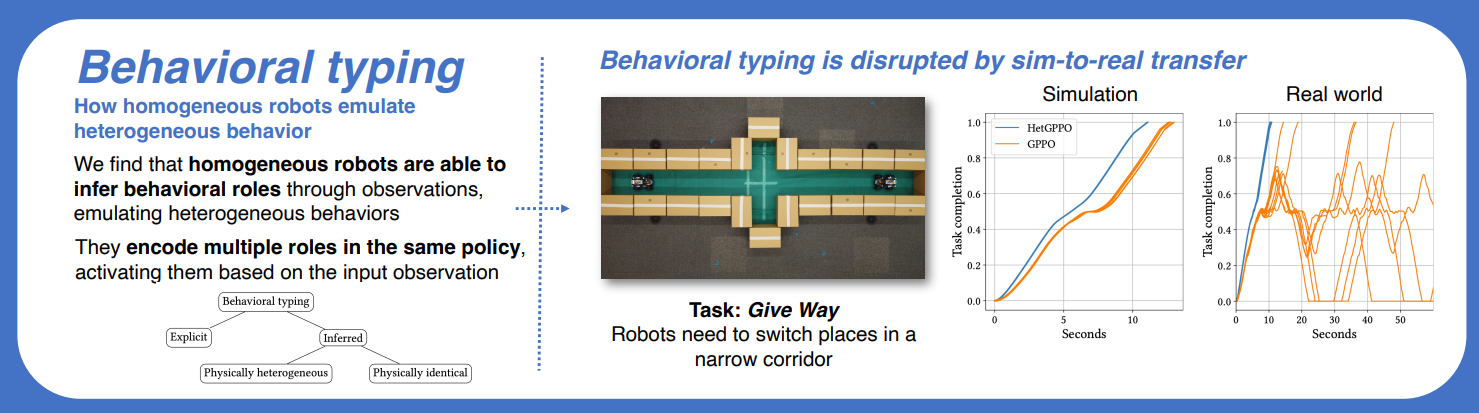 Behavioral typing
How homogeneous robots emulate
heterogeneous behavior
We find that homogeneous robots are able to
infer behavioral roles through observations,
emulating heterogeneous behaviors
They encode multiple roles in the same policy,
activating them based on the input observation
Behavioral typing
Explicit
Inferred
Physically heterogeneous
Physically identical
Behavioral typing is disrupted by sim-to-real transfer
Task: Give Way
Robots need to switch places in a
narrow corridor
Simulation
HetGPPO
GPPO
Task completion
1.0
0.8
0.6
0.4
0.2
0.0
0 5 10
Seconds
Real world
Task completion
1.0
0.8
0.6
0.4
0.2
0.0
0 10 20 30 40 50
Seconds